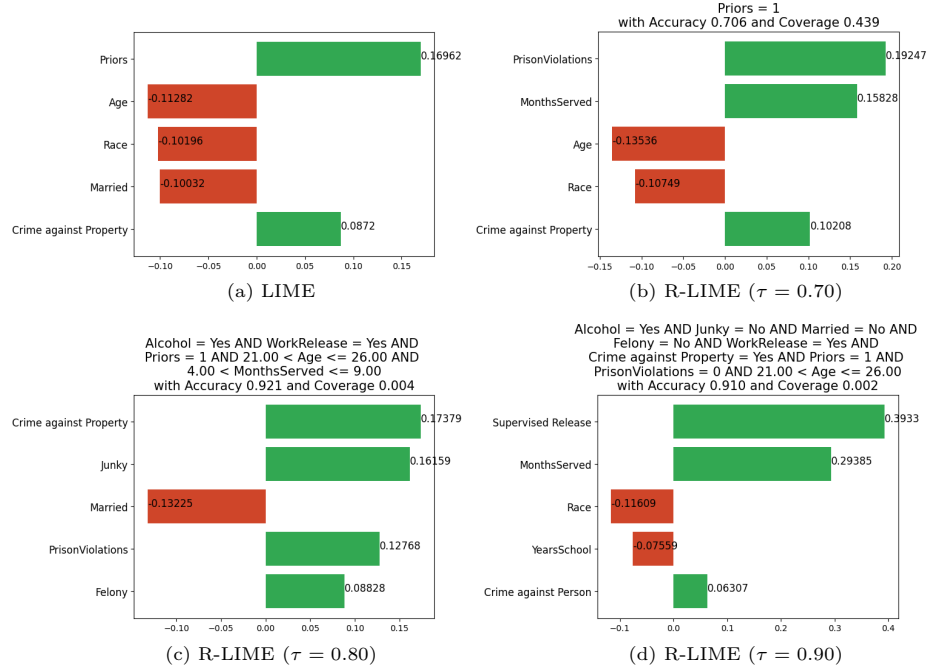 Priors
Age
Race
Married
Crime against Property
0.16962
-0.11282
-0.10196
-0.10032
0.0872
−0.10
−0.05
0.00
0.05
0.10
0.15
(a) LIME
Priors = 1
with Accuracy 0.706 and Coverage 0.439
PrisonViolations
MonthsServed
Age
Race
Crime against Property
0.19247
0.15828
-0.13536
-0.10749
0.10208
−0.15
−0.10
−0.05
0.00
0.05
0.10
0.15
0.20
(b) R-LIME (τ = 0.70)
Alcohol = Yes AND WorkRelease = Yes AND
Priors = 1 AND 21.00 < Age <= 26.00 AND
4.00 < MonthsServed <= 9.00
with Accuracy 0.921 and Coverage 0.004
Crime against Property
Junky
Married
PrisonViolations
Felony
0.17379
0.16159
-0.13225
0.12768
0.08828
−0.10
−0.05
0.00
0.05
0.10
0.15
(c) R-LIME (τ = 0.80)
Alcohol = Yes AND Junky = No AND Married = No AND
Felony = No AND WorkRelease = Yes AND
Crime against Property = Yes AND Priors = 1 AND
PrisonViolations = 0 AND 21.00 < Age <= 26.00
with Accuracy 0.910 and Coverage 0.002
Supervised Release
MonthsServed
Race
YearsSchool
Crime against Person
0.3933
0.29385
-0.11609
-0.07559
0.06307
−0.1
0.0
0.1
0.2
0.3
0.4
(d) R-LIME (τ = 0.90)